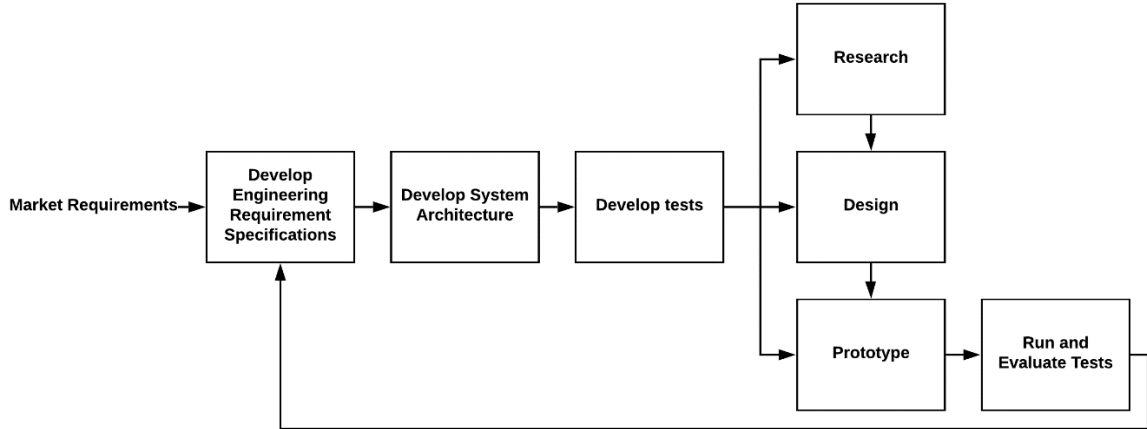 Market Requirements
Develop
Engineering
Requirement
Specifications
Develop System
Architecture
Develop tests
Research
Design
Prototype
Run and
Evaluate Tests